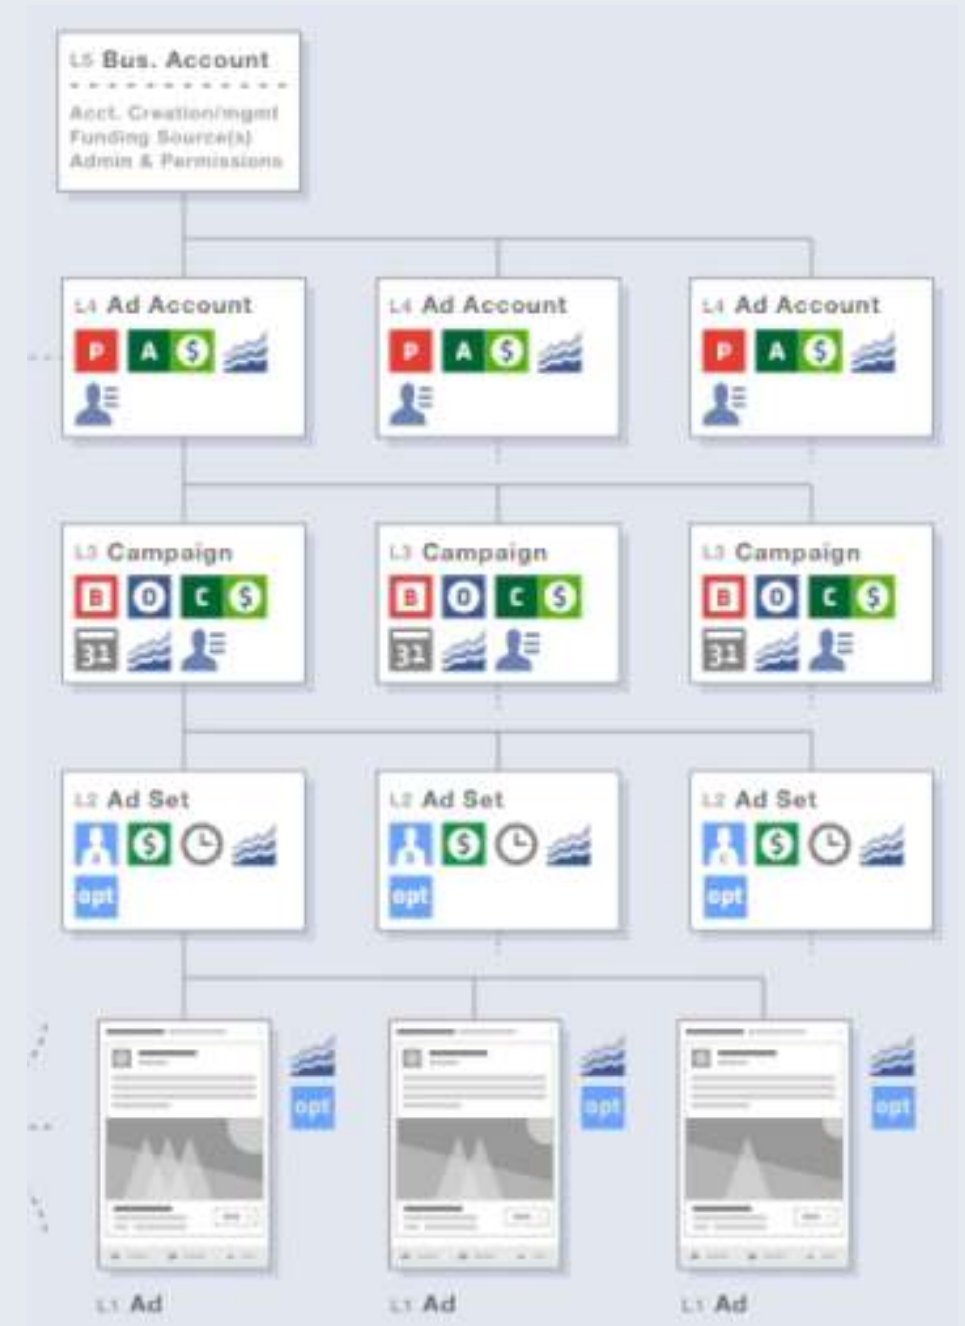 L5 Bus. Account
Acct. Creation/mgmt
Funding Source(s)
Admin & Permissions
L4 Ad Account
P A $
L4 Ad Account
P A $
L4 Ad Account
P A $
L3 Campaign
B O C $
31
L3 Campaign
B O C $
31
L3 Campaign
B O C $
31
L2 Ad Set
$
opt
L2 Ad Set
$
opt
L2 Ad Set
$
opt
opt
opt
opt
L1 Ad
L1 Ad
L1 Ad